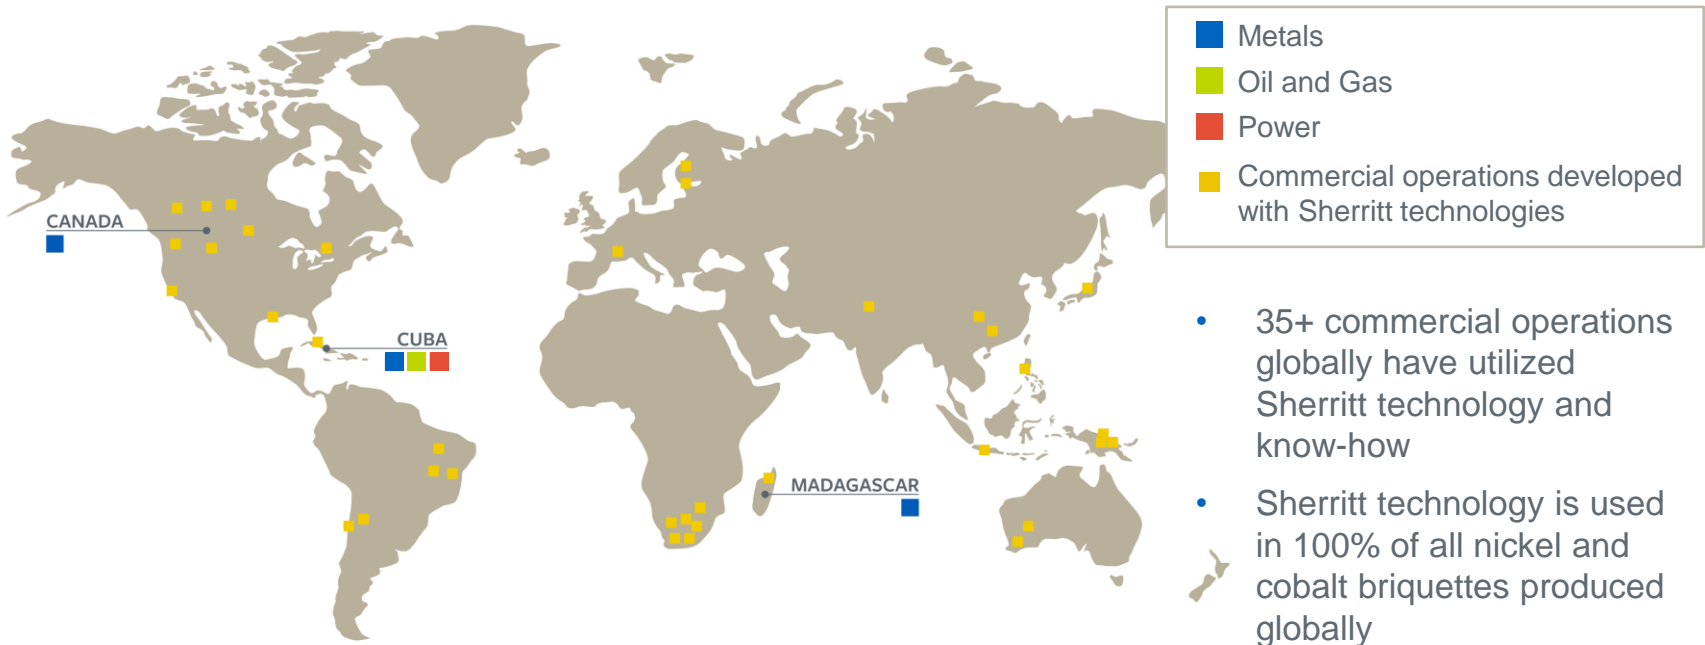 Metals
Oil and Gas
Power
Commercial operations developed
with Sherritt technologies
CANADA
CUBA
MADAGASCAR
• 35+ commercial operations
globally have utilized
Sherritt technology and
know-how
• Sherritt technology is used
in 100% of all nickel and
cobalt briquettes produced
globally